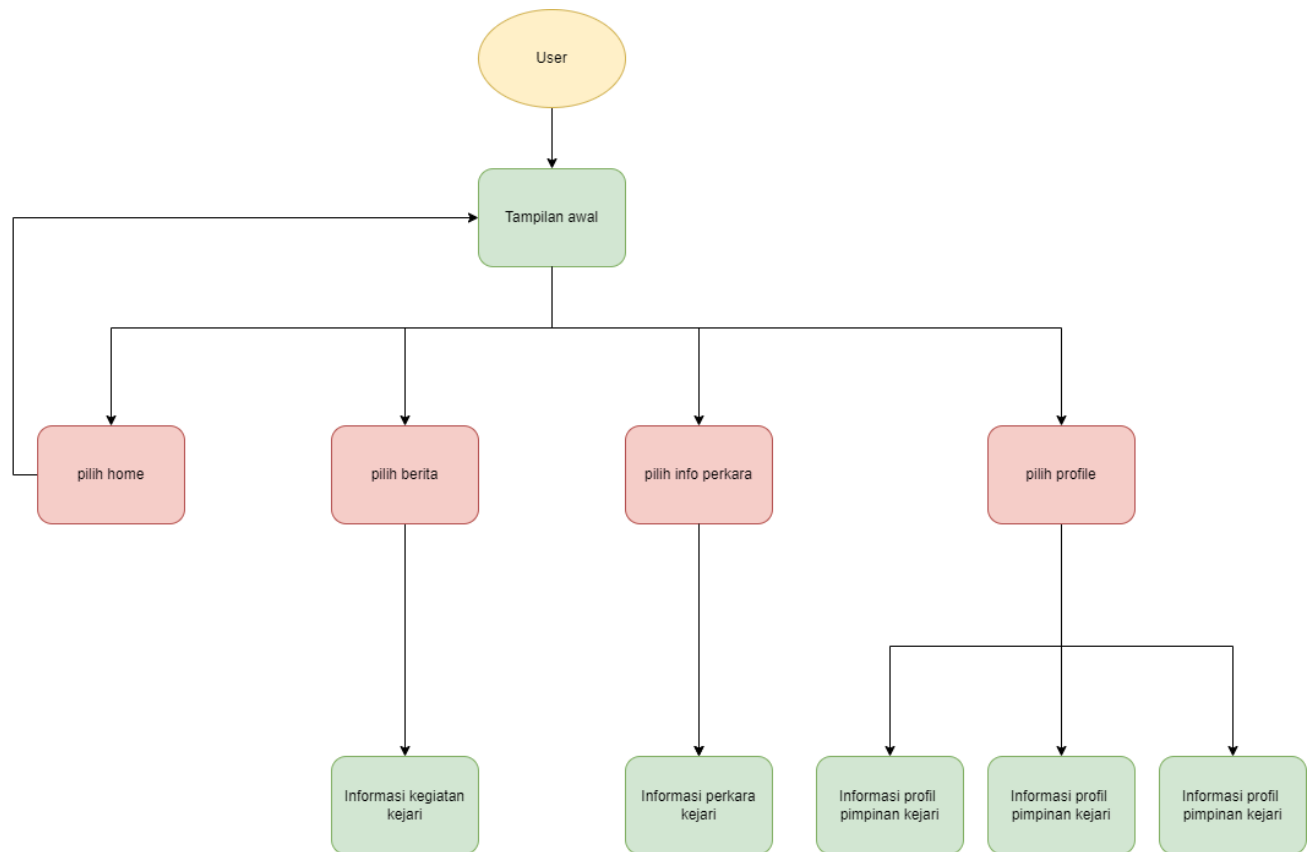 User
Tampilan awal
pilih home
pilih berita
pilih info perkara
pilih profile
Informasi kegiatan
kejari
Informasi perkara
kejari
Informasi profil
pimpinan kejari
Informasi profil
pimpinan kejari
Informasi profil
pimpinan kejari